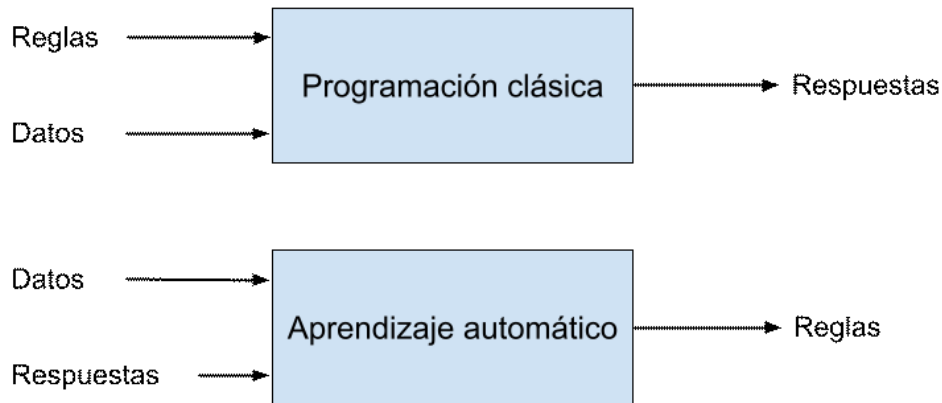 Reglas
Programación clásica
Respuestas
Datos
Datos
Aprendizaje automático
Reglas
Respuestas